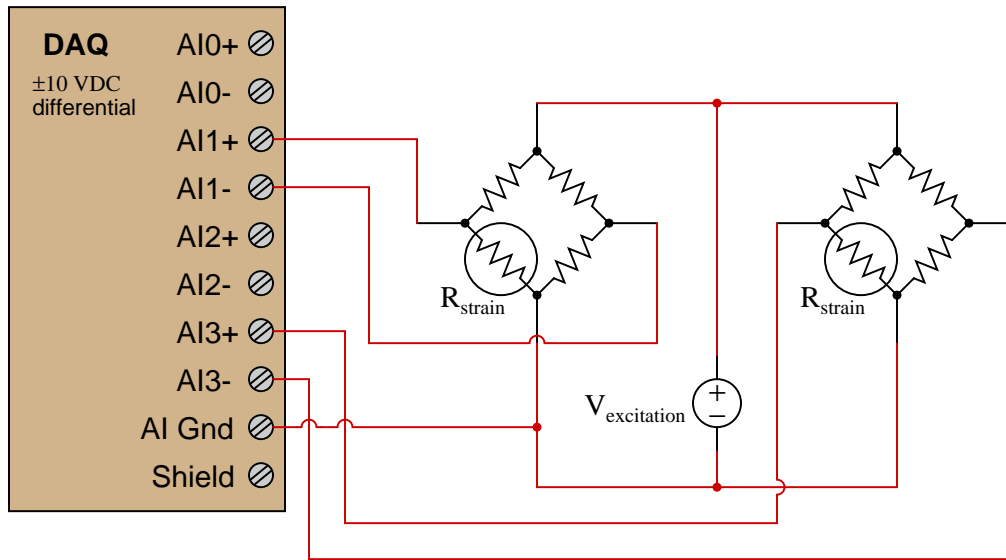 DAQ
±10 VDC
differential
AI0+
AI0-
AI1+
AI1-
AI2+
AI2-
AI3+
AI3-
AI Gnd
Shield
Rstrain
Rstrain
Vexcitation
+
−